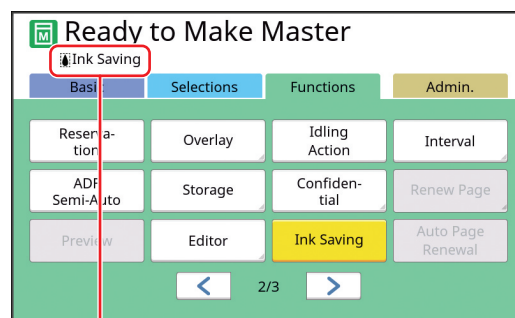 Ready to Make Master
Ink Saving
Basic Selections Functions Admin.
Reserva-
tion
Overlay
Idling
Action
Interval
ADF
Semi-Auto
Storage
Confiden-
tial
Renew Page
Preview
Editor
Ink Saving
Auto Page
Renewal
2/3